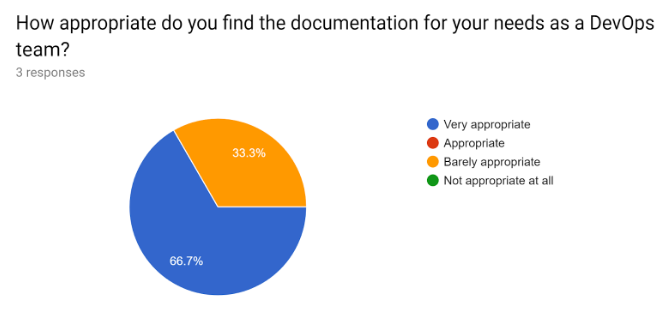 How appropriate do you find the documentation for your needs as a DevOps
team?
3 responses
Very appropriate
Appropriate
Barely appropriate
Not appropriate at all
33.3%
66.7%